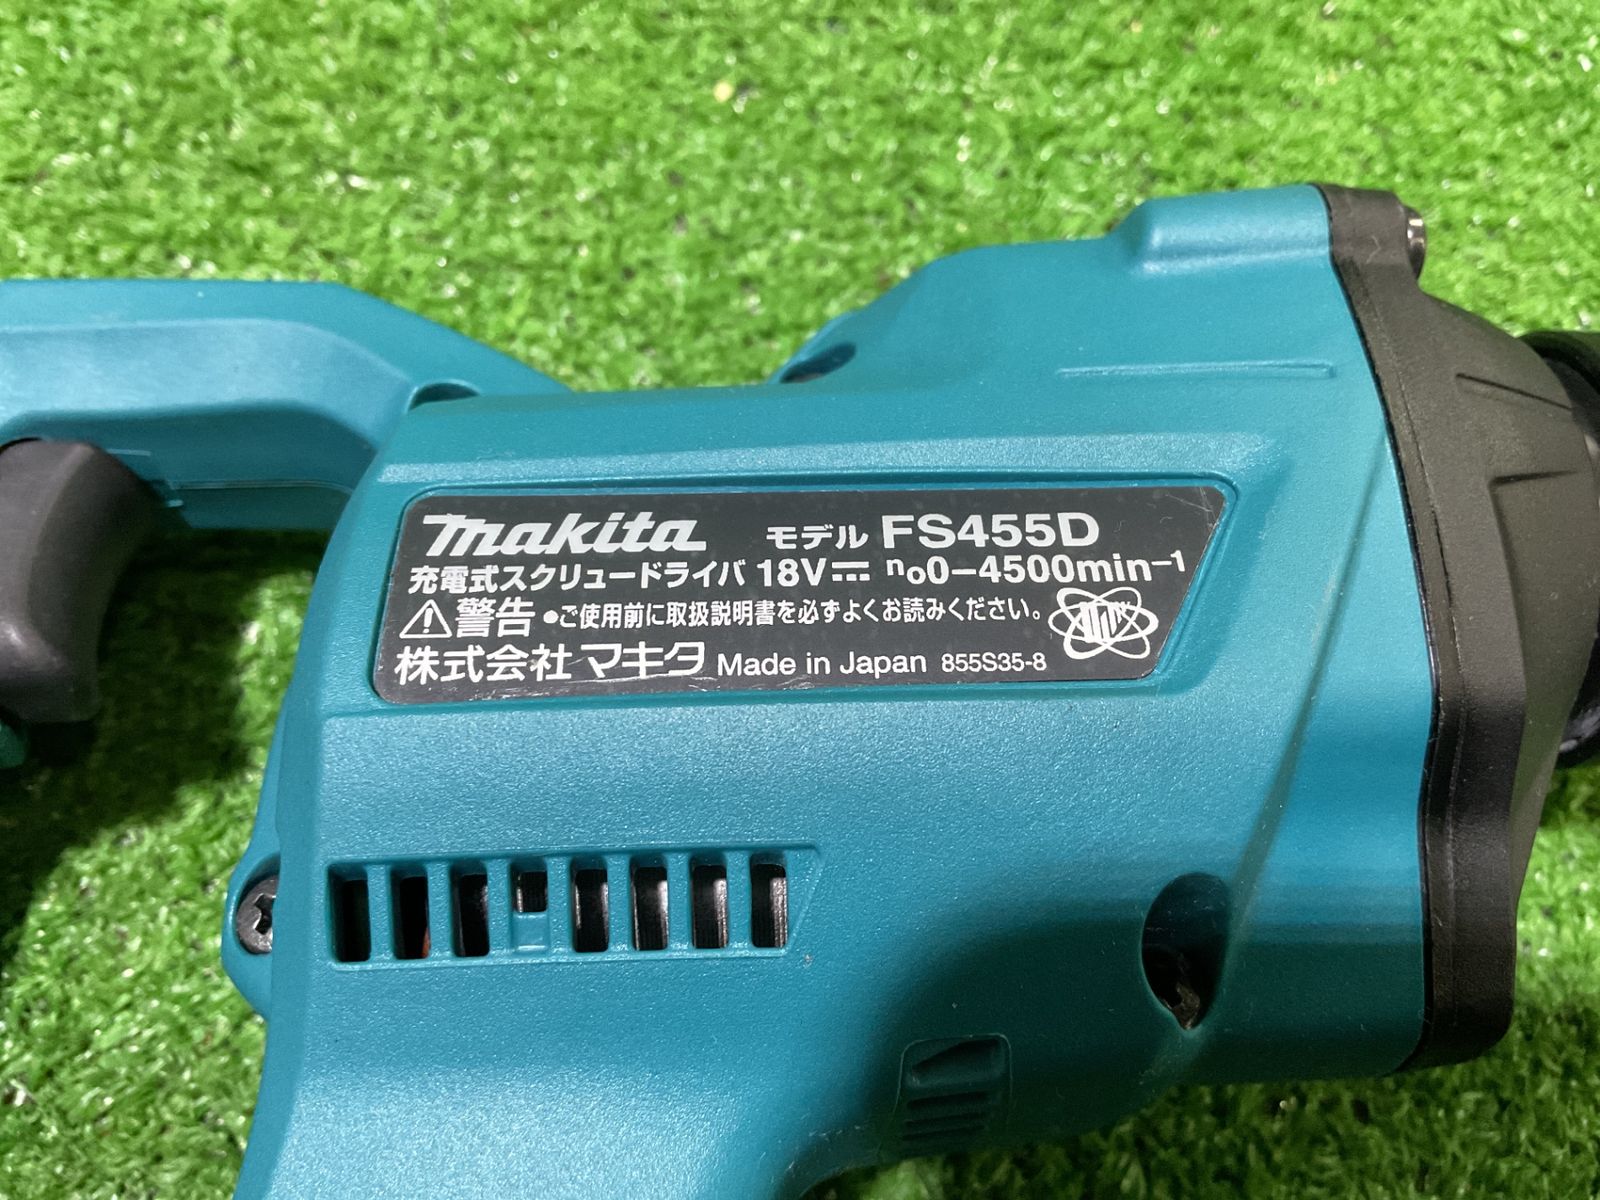 makita モデル FS455D
充電式スクリュードライバ 18V⎓ n₀0−4500min⁻¹
⚠警告 ●ご使用前に取扱説明書を必ずよくお読みください。
株式会社マキタ Made in Japan 855S35-8